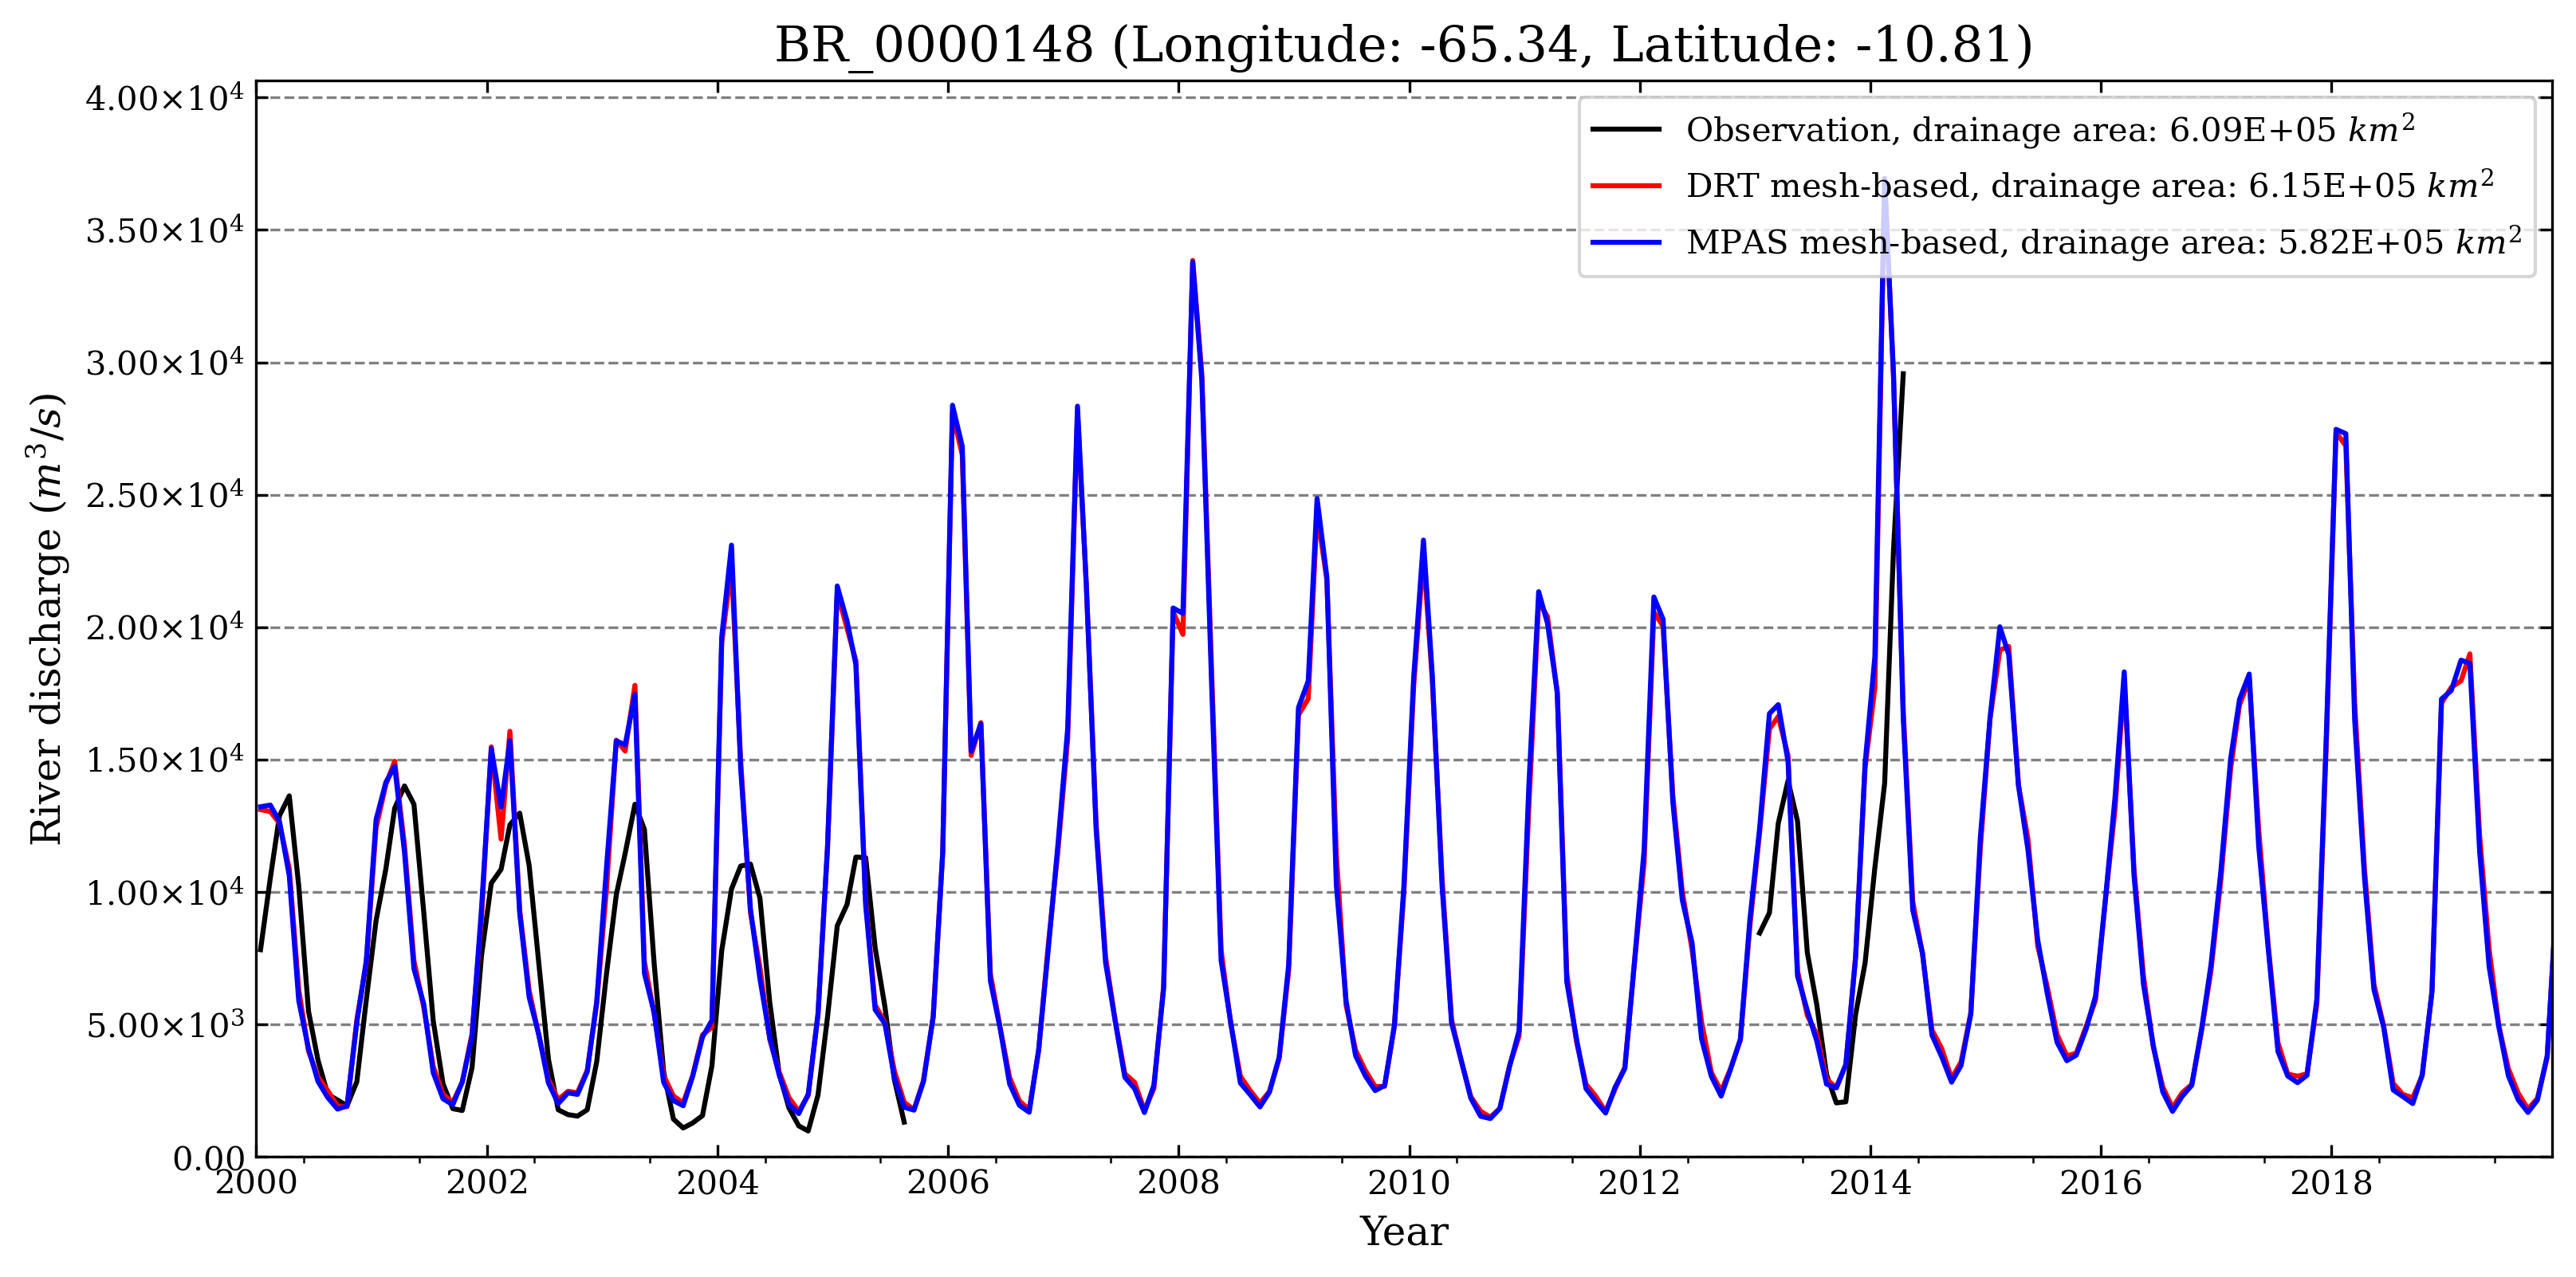 BR_0000148 (Longitude: -65.34, Latitude: -10.81)
4.00×10⁴
3.50×10⁴
3.00×10⁴
2.50×10⁴
2.00×10⁴
1.50×10⁴
1.00×10⁴
5.00×10³
0.00
River discharge (m³/s)
Observation, drainage area: 6.09E+05 km²
DRT mesh-based, drainage area: 6.15E+05 km²
MPAS mesh-based, drainage area: 5.82E+05 km²
2000 2002 2004 2006 2008 2010 2012 2014 2016 2018
Year